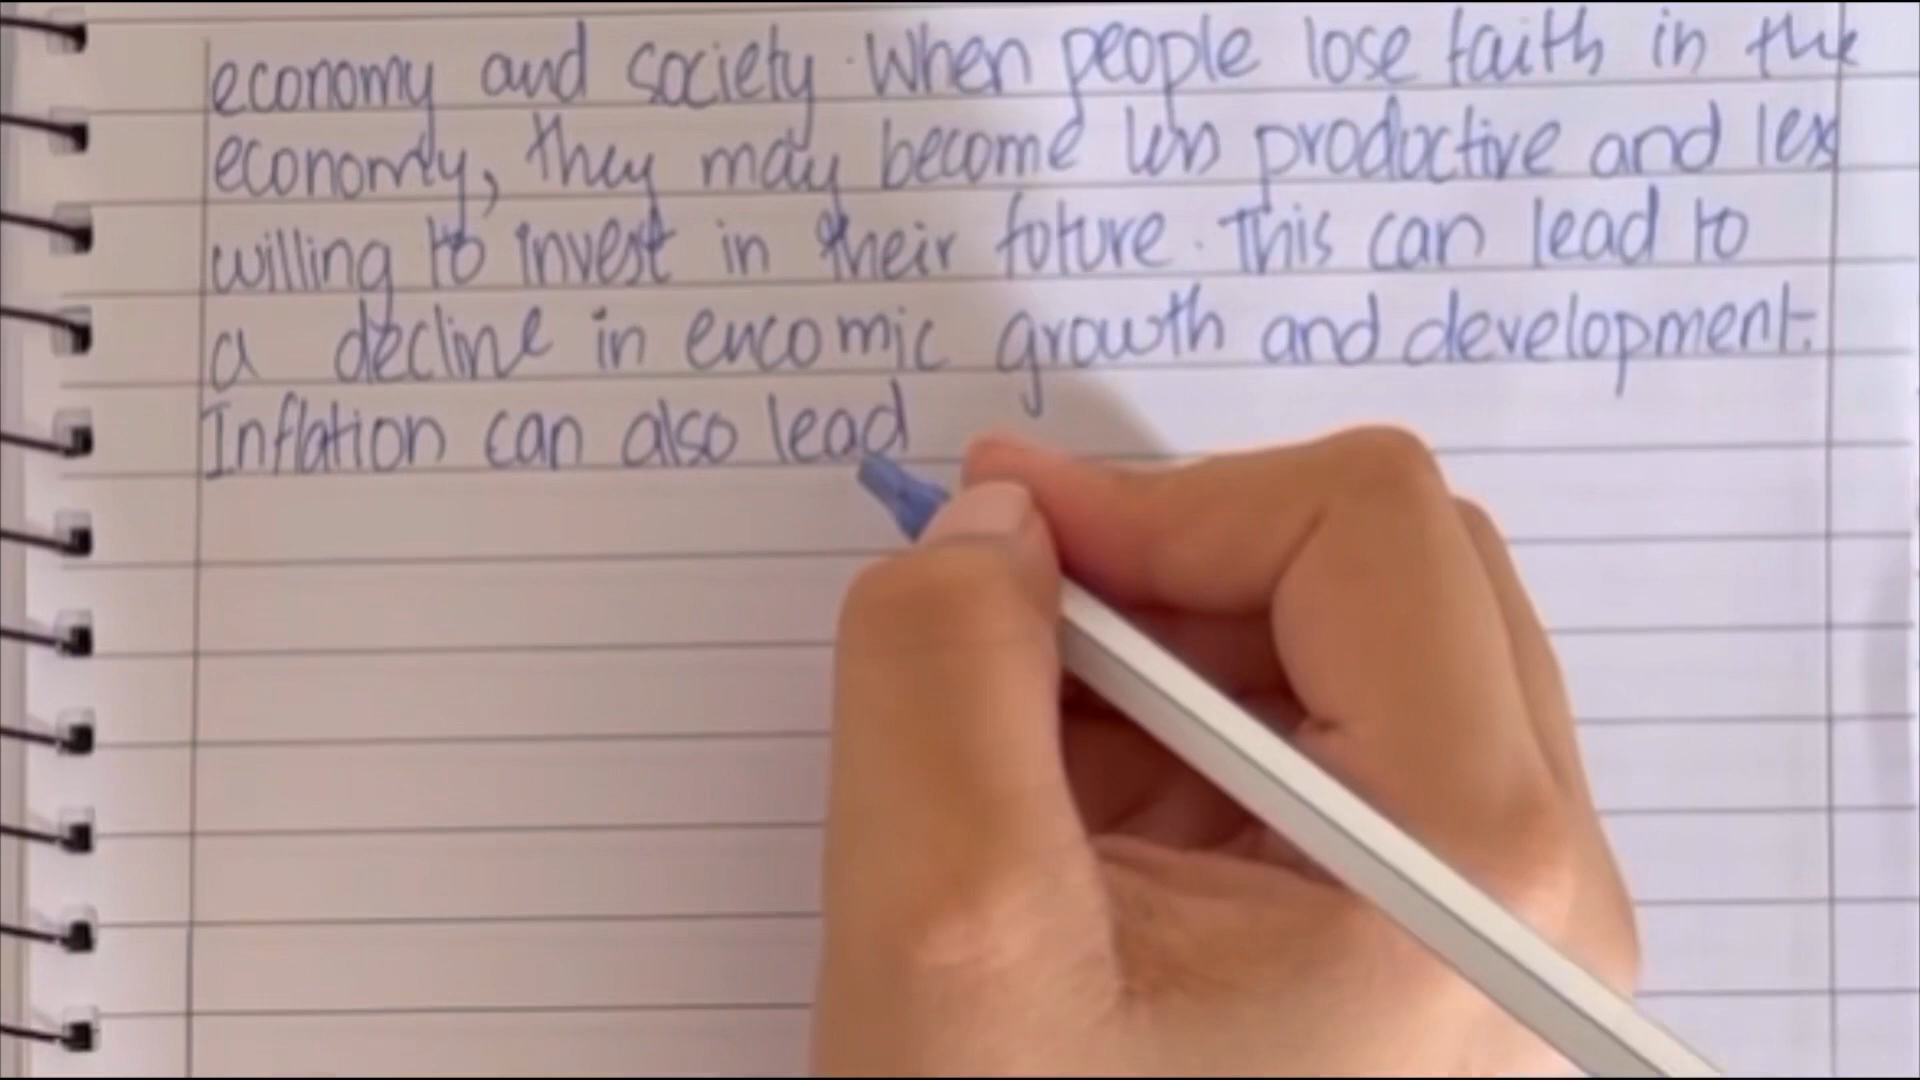 economy and society. When people lose faith in the
economy, they may become less productive and less
willing to invest in their future. This can lead to
a decline in encomic growth and development.
Inflation can also lead